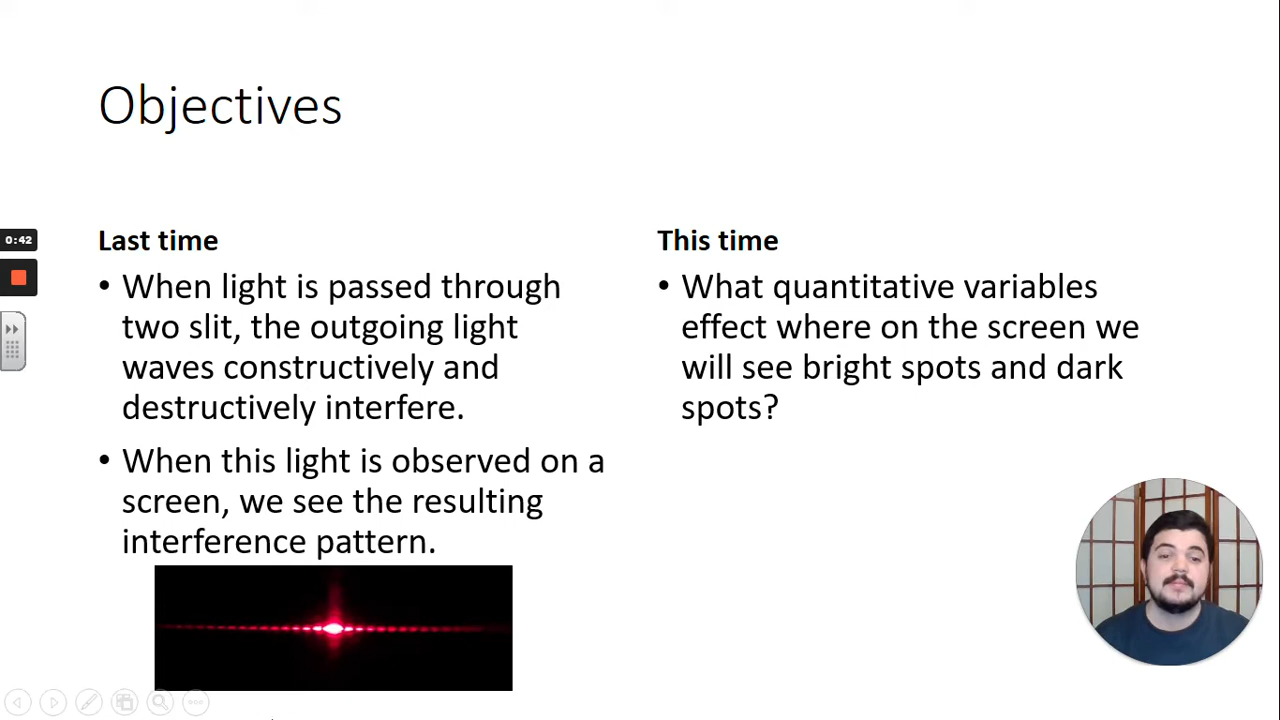 Objectives
0:42
Last time
• When light is passed through
two slit, the outgoing light
waves constructively and
destructively interfere.
• When this light is observed on a
screen, we see the resulting
interference pattern.
This time
• What quantitative variables
effect where on the screen we
will see bright spots and dark
spots?